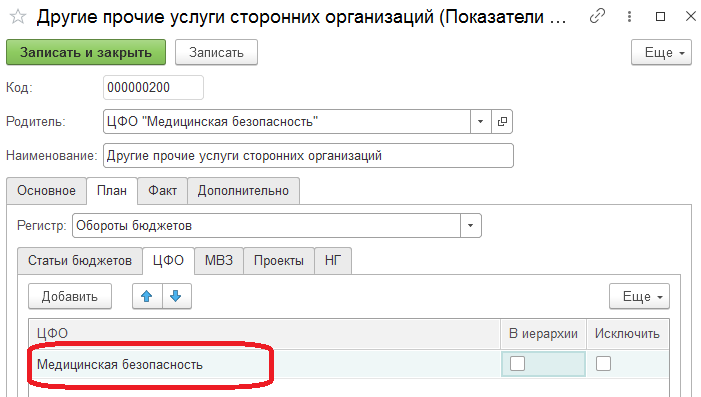 Другие прочие услуги сторонних организаций (Показатели ...
Записать и закрыть Записать Еще
Код: 000000200
Родитель: ЦФО "Медицинская безопасность"
Наименование: Другие прочие услуги сторонних организаций
Основное План Факт Дополнительно
Регистр: Обороты бюджетов
Статьи бюджетов ЦФО МВЗ Проекты НГ
Добавить Еще
ЦФО В иерархии Исключить
Медицинская безопасность